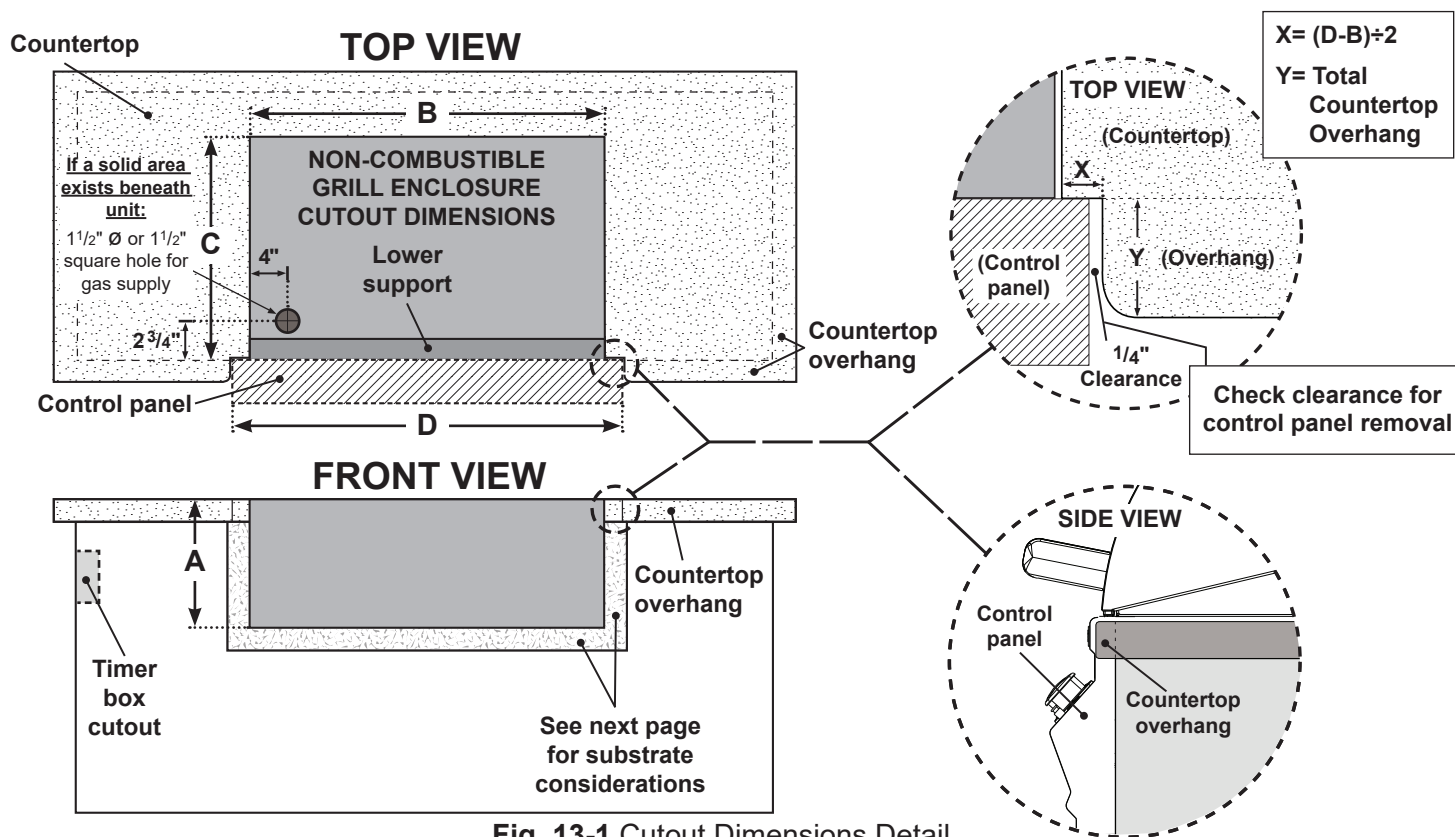 TOP VIEW
Countertop
B
NON-COMBUSTIBLE
GRILL ENCLOSURE
CUTOUT DIMENSIONS
If a solid area
exists beneath
unit:
1 1/2" Ø or 1 1/2"
square hole for
gas supply
C
4"
Lower
support
2 3/4"
Countertop
overhang
Control panel
D
X= (D-B)÷2
Y= Total
Countertop
Overhang
TOP VIEW
(Countertop)
X
(Control
panel)
Y
(Overhang)
1/4"
Clearance
Check clearance for
control panel removal
FRONT VIEW
A
Countertop
overhang
Timer
box
cutout
See next page
for substrate
considerations
SIDE VIEW
Control
panel
Countertop
overhang
Fig. 13-1 Cutout Dimensions Detail